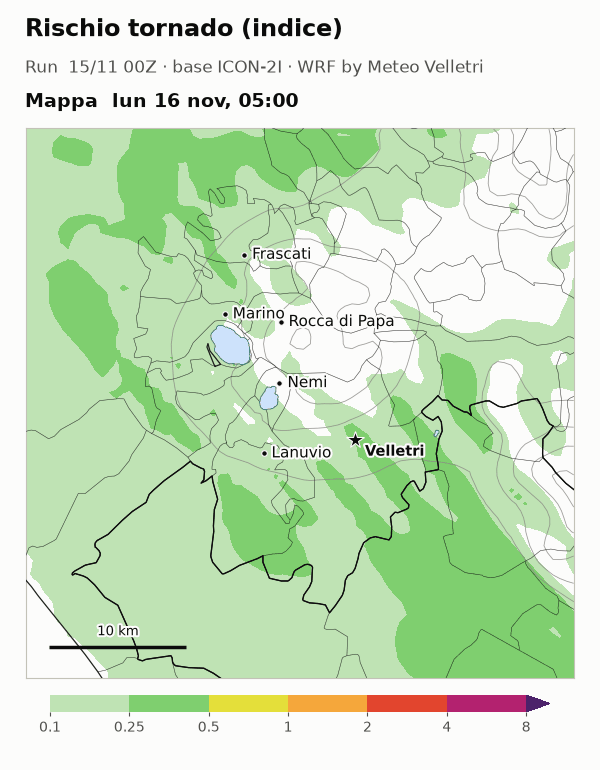 Rischio tornado (indice)
Run  15/11 00Z · base ICON-2I · WRF by Meteo Velletri
Mappa  lun 16 nov, 05:00
Frascati
Marino
Rocca di Papa
Nemi
Velletri
Lanuvio
10 km
0.1 0.25 0.5 1 2 4 8